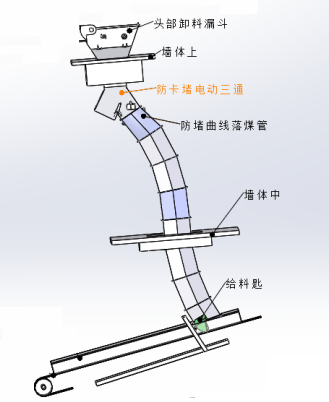 头部卸料漏斗
墙体上
防卡堵电动三通
防堵曲线落煤管
墙体中
给料匙